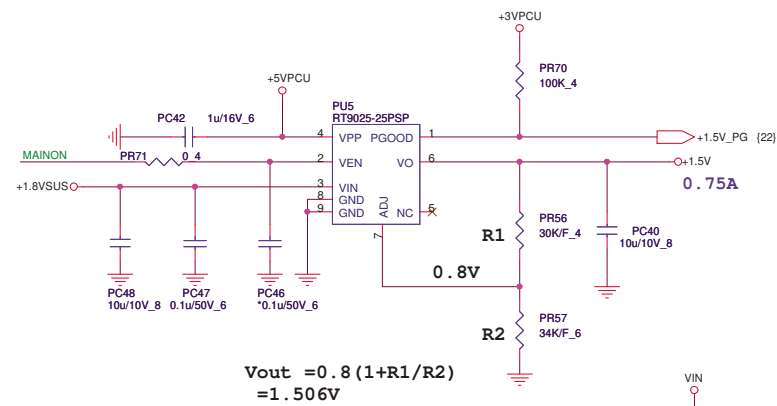 +3VPCU
PR70
100K_4
+5VPCU
PU5
RT9025-25PSP
PC42 1u/16V_6
4 VPP PGOOD 1
+1.5V_PG {22}
MAINON
PR71 0_4
2 VEN VO 6
+1.5V
0.75A
+1.8VSUS
3 VIN
8 GND
9 GND
ADJ
NC 5
7
R1
PR56
30K/F_4
PC40
10u/10V_8
0.8V
PC48
10u/10V_8
PC47
0.1u/50V_6
PC46
*0.1u/50V_6
R2
PR57
34K/F_6
Vout =0.8(1+R1/R2)
=1.506V
VIN